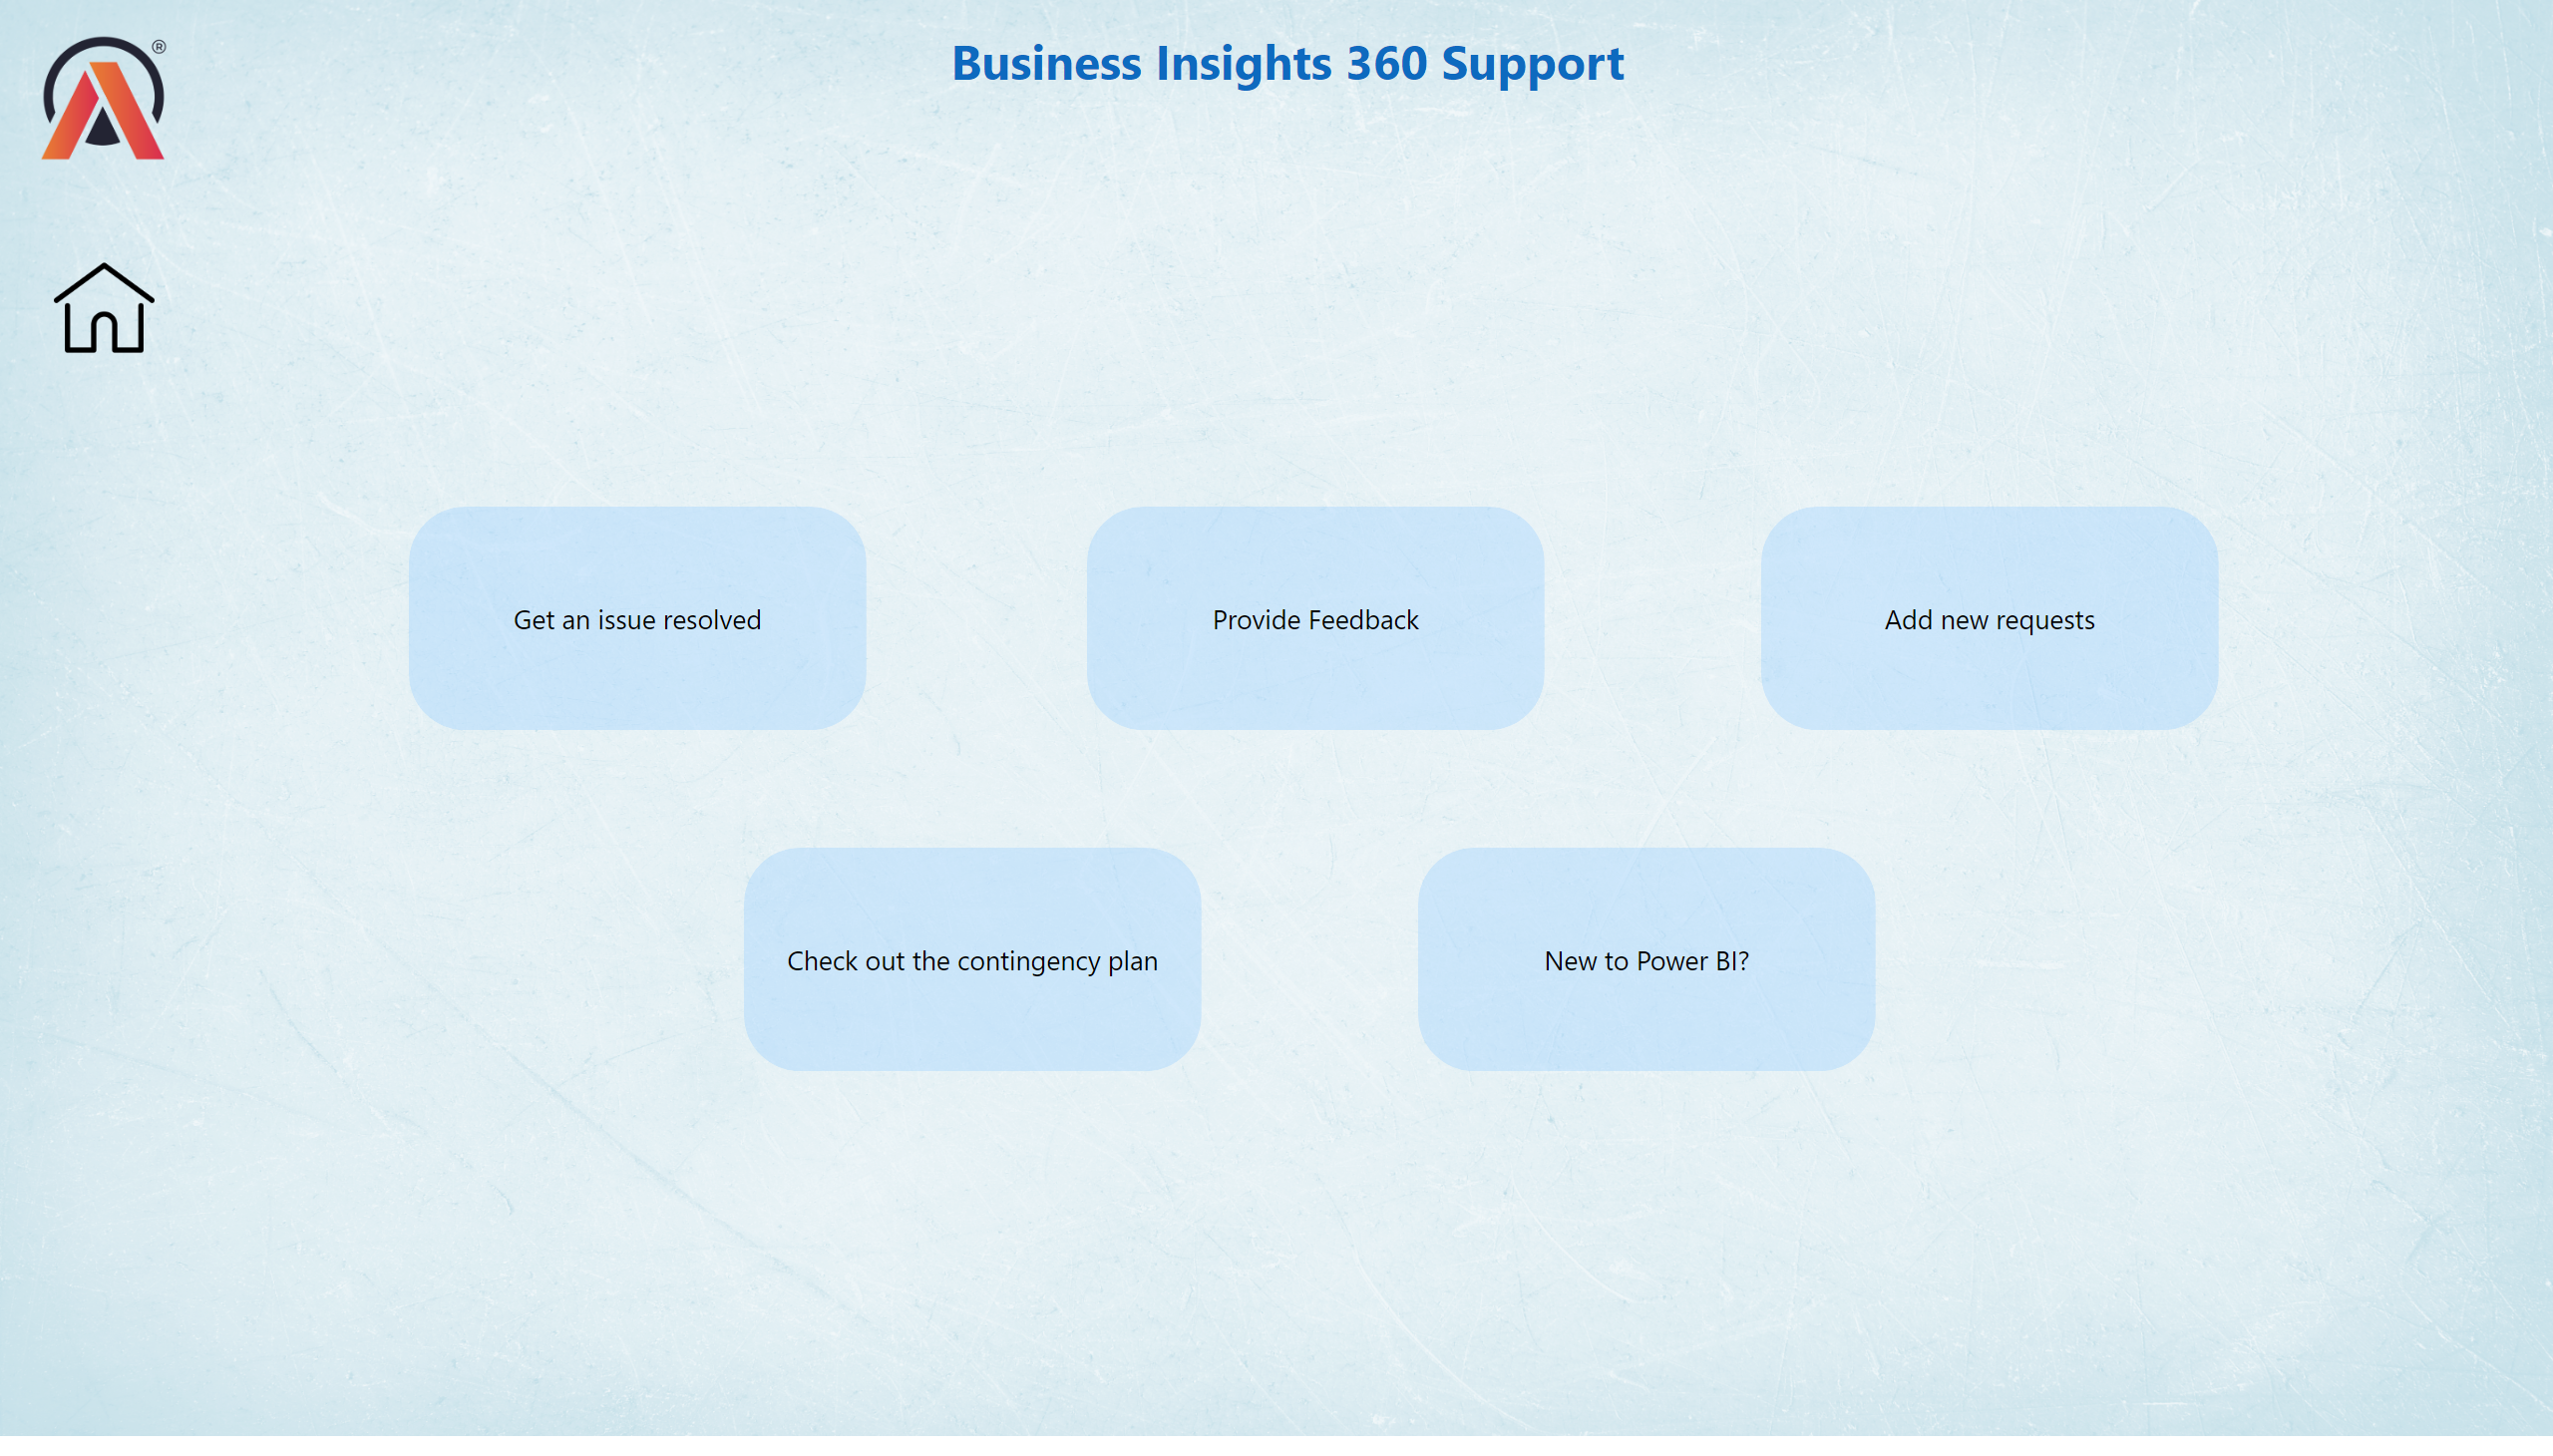 ®
Business Insights 360 Support
Get an issue resolved
Provide Feedback
Add new requests
Check out the contingency plan
New to Power BI?